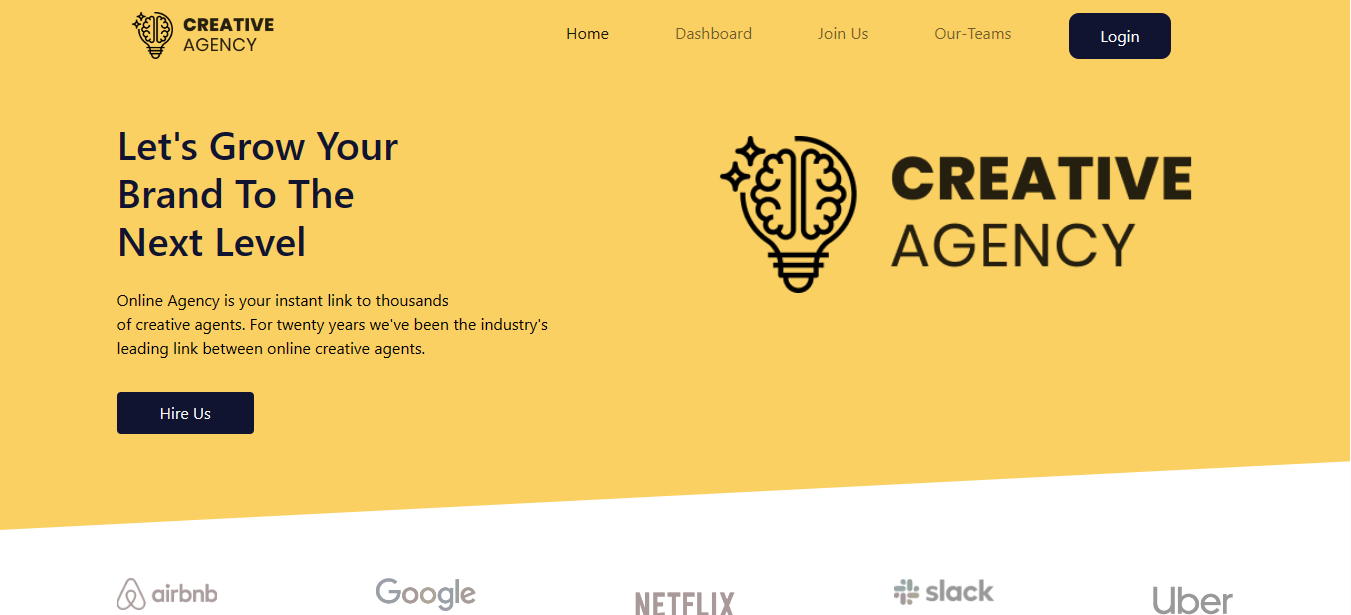 CREATIVE
AGENCY
Home Dashboard Join Us Our-Teams Login
Let's Grow Your
Brand To The
Next Level
CREATIVE
AGENCY
Online Agency is your instant link to thousands
of creative agents. For twenty years we've been the industry's
leading link between online creative agents.
Hire Us
airbnb Google NETFLIX slack Uber